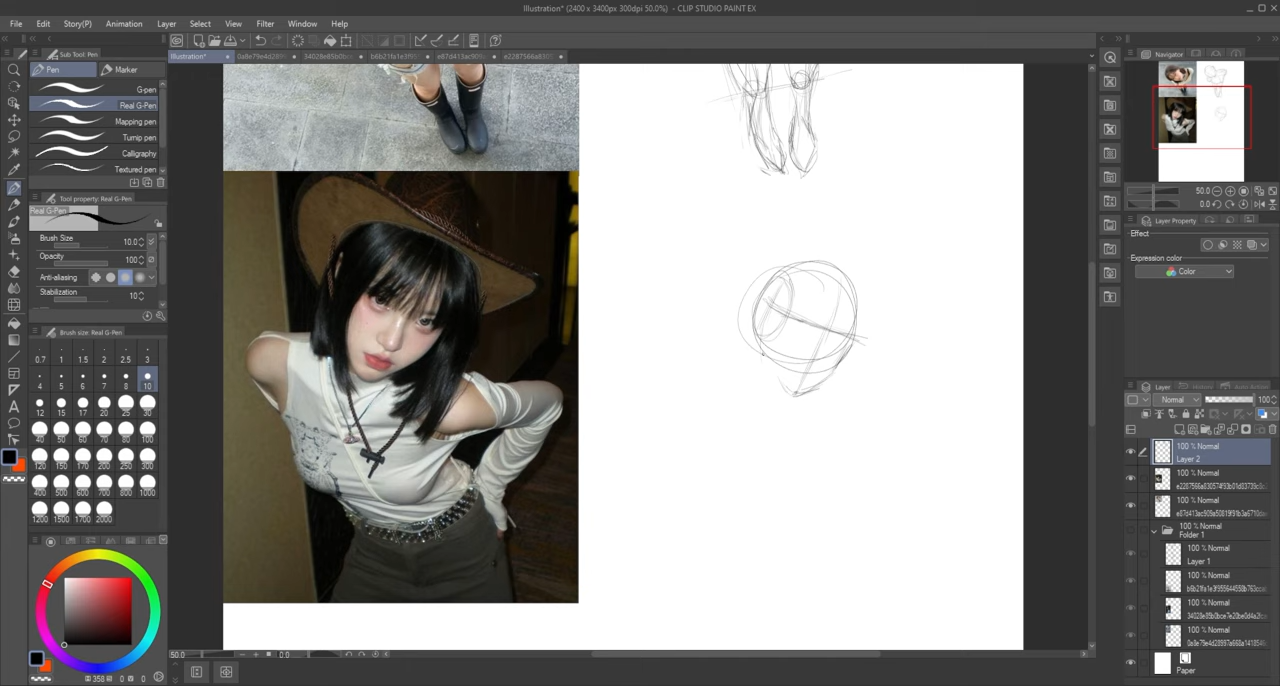 Illustration* (2400 x 3400px 300dpi 50.0%) - CLIP STUDIO PAINT EX
File Edit Story(P) Animation Layer Select View Filter Window Help
Sub Tool: Pen
Pen Marker
G-pen
Real G-Pen
Mapping pen
Turnip pen
Calligraphy
Textured pen
Tool property: Real G-Pen
Real G-Pen
Brush Size 10.0
Opacity 100
Anti-aliasing
Stabilization 10
Brush size: Real G-Pen
0.7 1 1.5 2 2.5 3
4 5 6 7 8 10
12 15 17 20 25 30
40 50 60 70 80 100
120 150 170 200 250 300
400 500 600 700 800 1000
1200 1500 1700 2000
358 0 0
Illustration*
50.0 0.0
Navigator
50.0
0.0
Layer Property
Effect
Expression color
Color
Layer History Auto Action
Normal 100
100 % Normal
Layer 2
100 % Normal
100 % Normal
100 % Normal
Folder 1
100 % Normal
Layer 1
100 % Normal
100 % Normal
100 % Normal
Paper